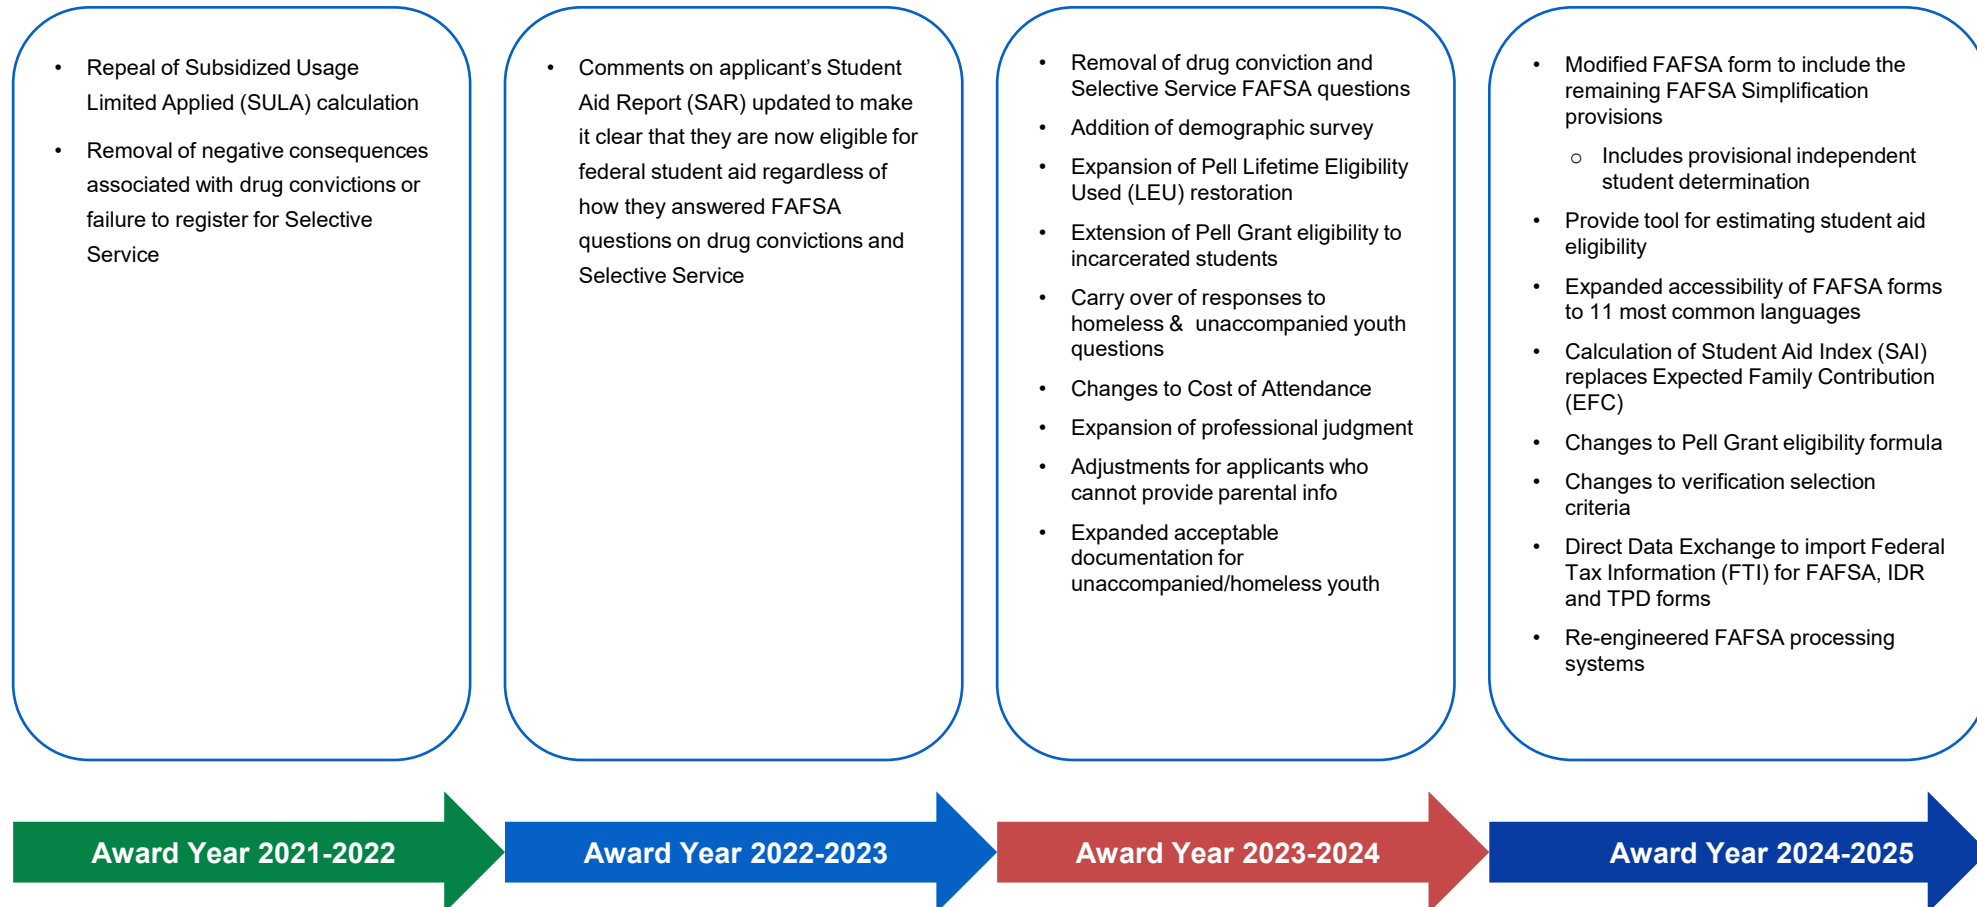 • Repeal of Subsidized Usage
Limited Applied (SULA) calculation
• Removal of negative consequences
associated with drug convictions or
failure to register for Selective
Service
• Comments on applicant's Student
Aid Report (SAR) updated to make
it clear that they are now eligible for
federal student aid regardless of
how they answered FAFSA
questions on drug convictions and
Selective Service
• Removal of drug conviction and
Selective Service FAFSA questions
• Addition of demographic survey
• Expansion of Pell Lifetime Eligibility
Used (LEU) restoration
• Extension of Pell Grant eligibility to
incarcerated students
• Carry over of responses to
homeless & unaccompanied youth
questions
• Changes to Cost of Attendance
• Expansion of professional judgment
• Adjustments for applicants who
cannot provide parental info
• Expanded acceptable
documentation for
unaccompanied/homeless youth
• Modified FAFSA form to include the
remaining FAFSA Simplification
provisions
o Includes provisional independent
student determination
• Provide tool for estimating student aid
eligibility
• Expanded accessibility of FAFSA forms
to 11 most common languages
• Calculation of Student Aid Index (SAI)
replaces Expected Family Contribution
(EFC)
• Changes to Pell Grant eligibility formula
• Changes to verification selection
criteria
• Direct Data Exchange to import Federal
Tax Information (FTI) for FAFSA, IDR
and TPD forms
• Re-engineered FAFSA processing
systems
Award Year 2021-2022
Award Year 2022-2023
Award Year 2023-2024
Award Year 2024-2025